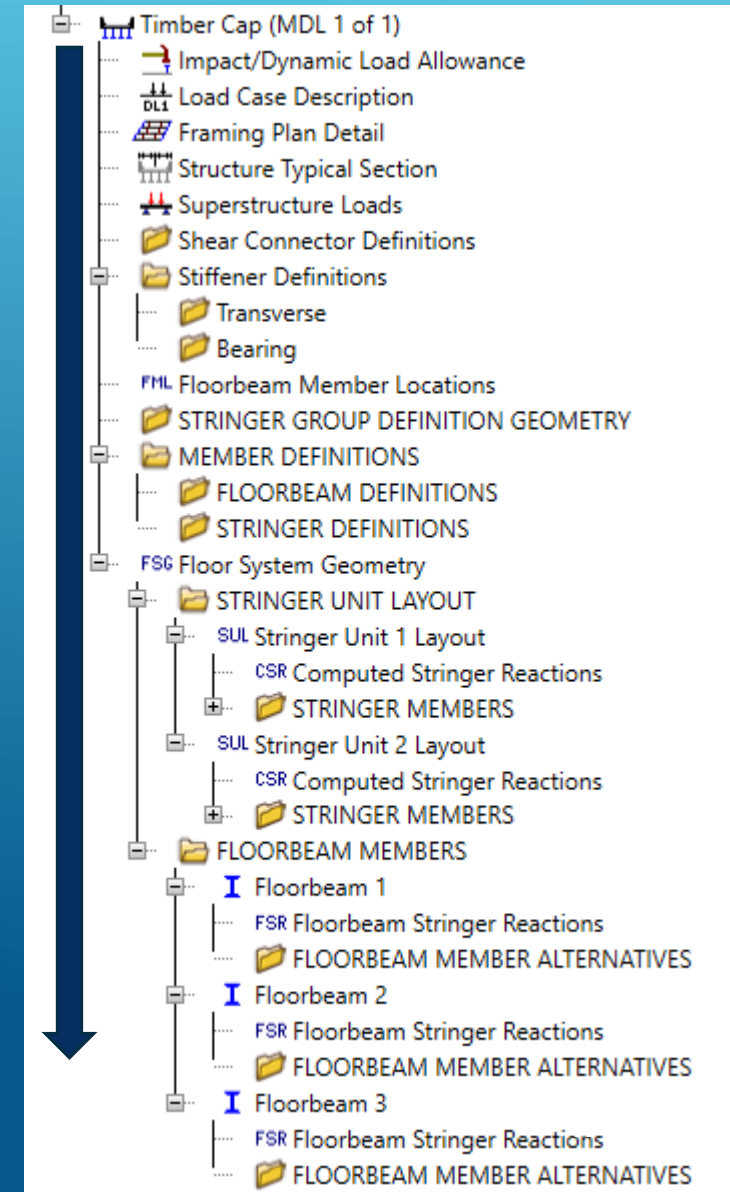 Timber Cap (MDL 1 of 1)
Impact/Dynamic Load Allowance
DL1 Load Case Description
Framing Plan Detail
Structure Typical Section
Superstructure Loads
Shear Connector Definitions
Stiffener Definitions
Transverse
Bearing
FML Floorbeam Member Locations
STRINGER GROUP DEFINITION GEOMETRY
MEMBER DEFINITIONS
FLOORBEAM DEFINITIONS
STRINGER DEFINITIONS
FSG Floor System Geometry
STRINGER UNIT LAYOUT
SUL Stringer Unit 1 Layout
CSR Computed Stringer Reactions
STRINGER MEMBERS
SUL Stringer Unit 2 Layout
CSR Computed Stringer Reactions
STRINGER MEMBERS
FLOORBEAM MEMBERS
Floorbeam 1
FSR Floorbeam Stringer Reactions
FLOORBEAM MEMBER ALTERNATIVES
Floorbeam 2
FSR Floorbeam Stringer Reactions
FLOORBEAM MEMBER ALTERNATIVES
Floorbeam 3
FSR Floorbeam Stringer Reactions
FLOORBEAM MEMBER ALTERNATIVES